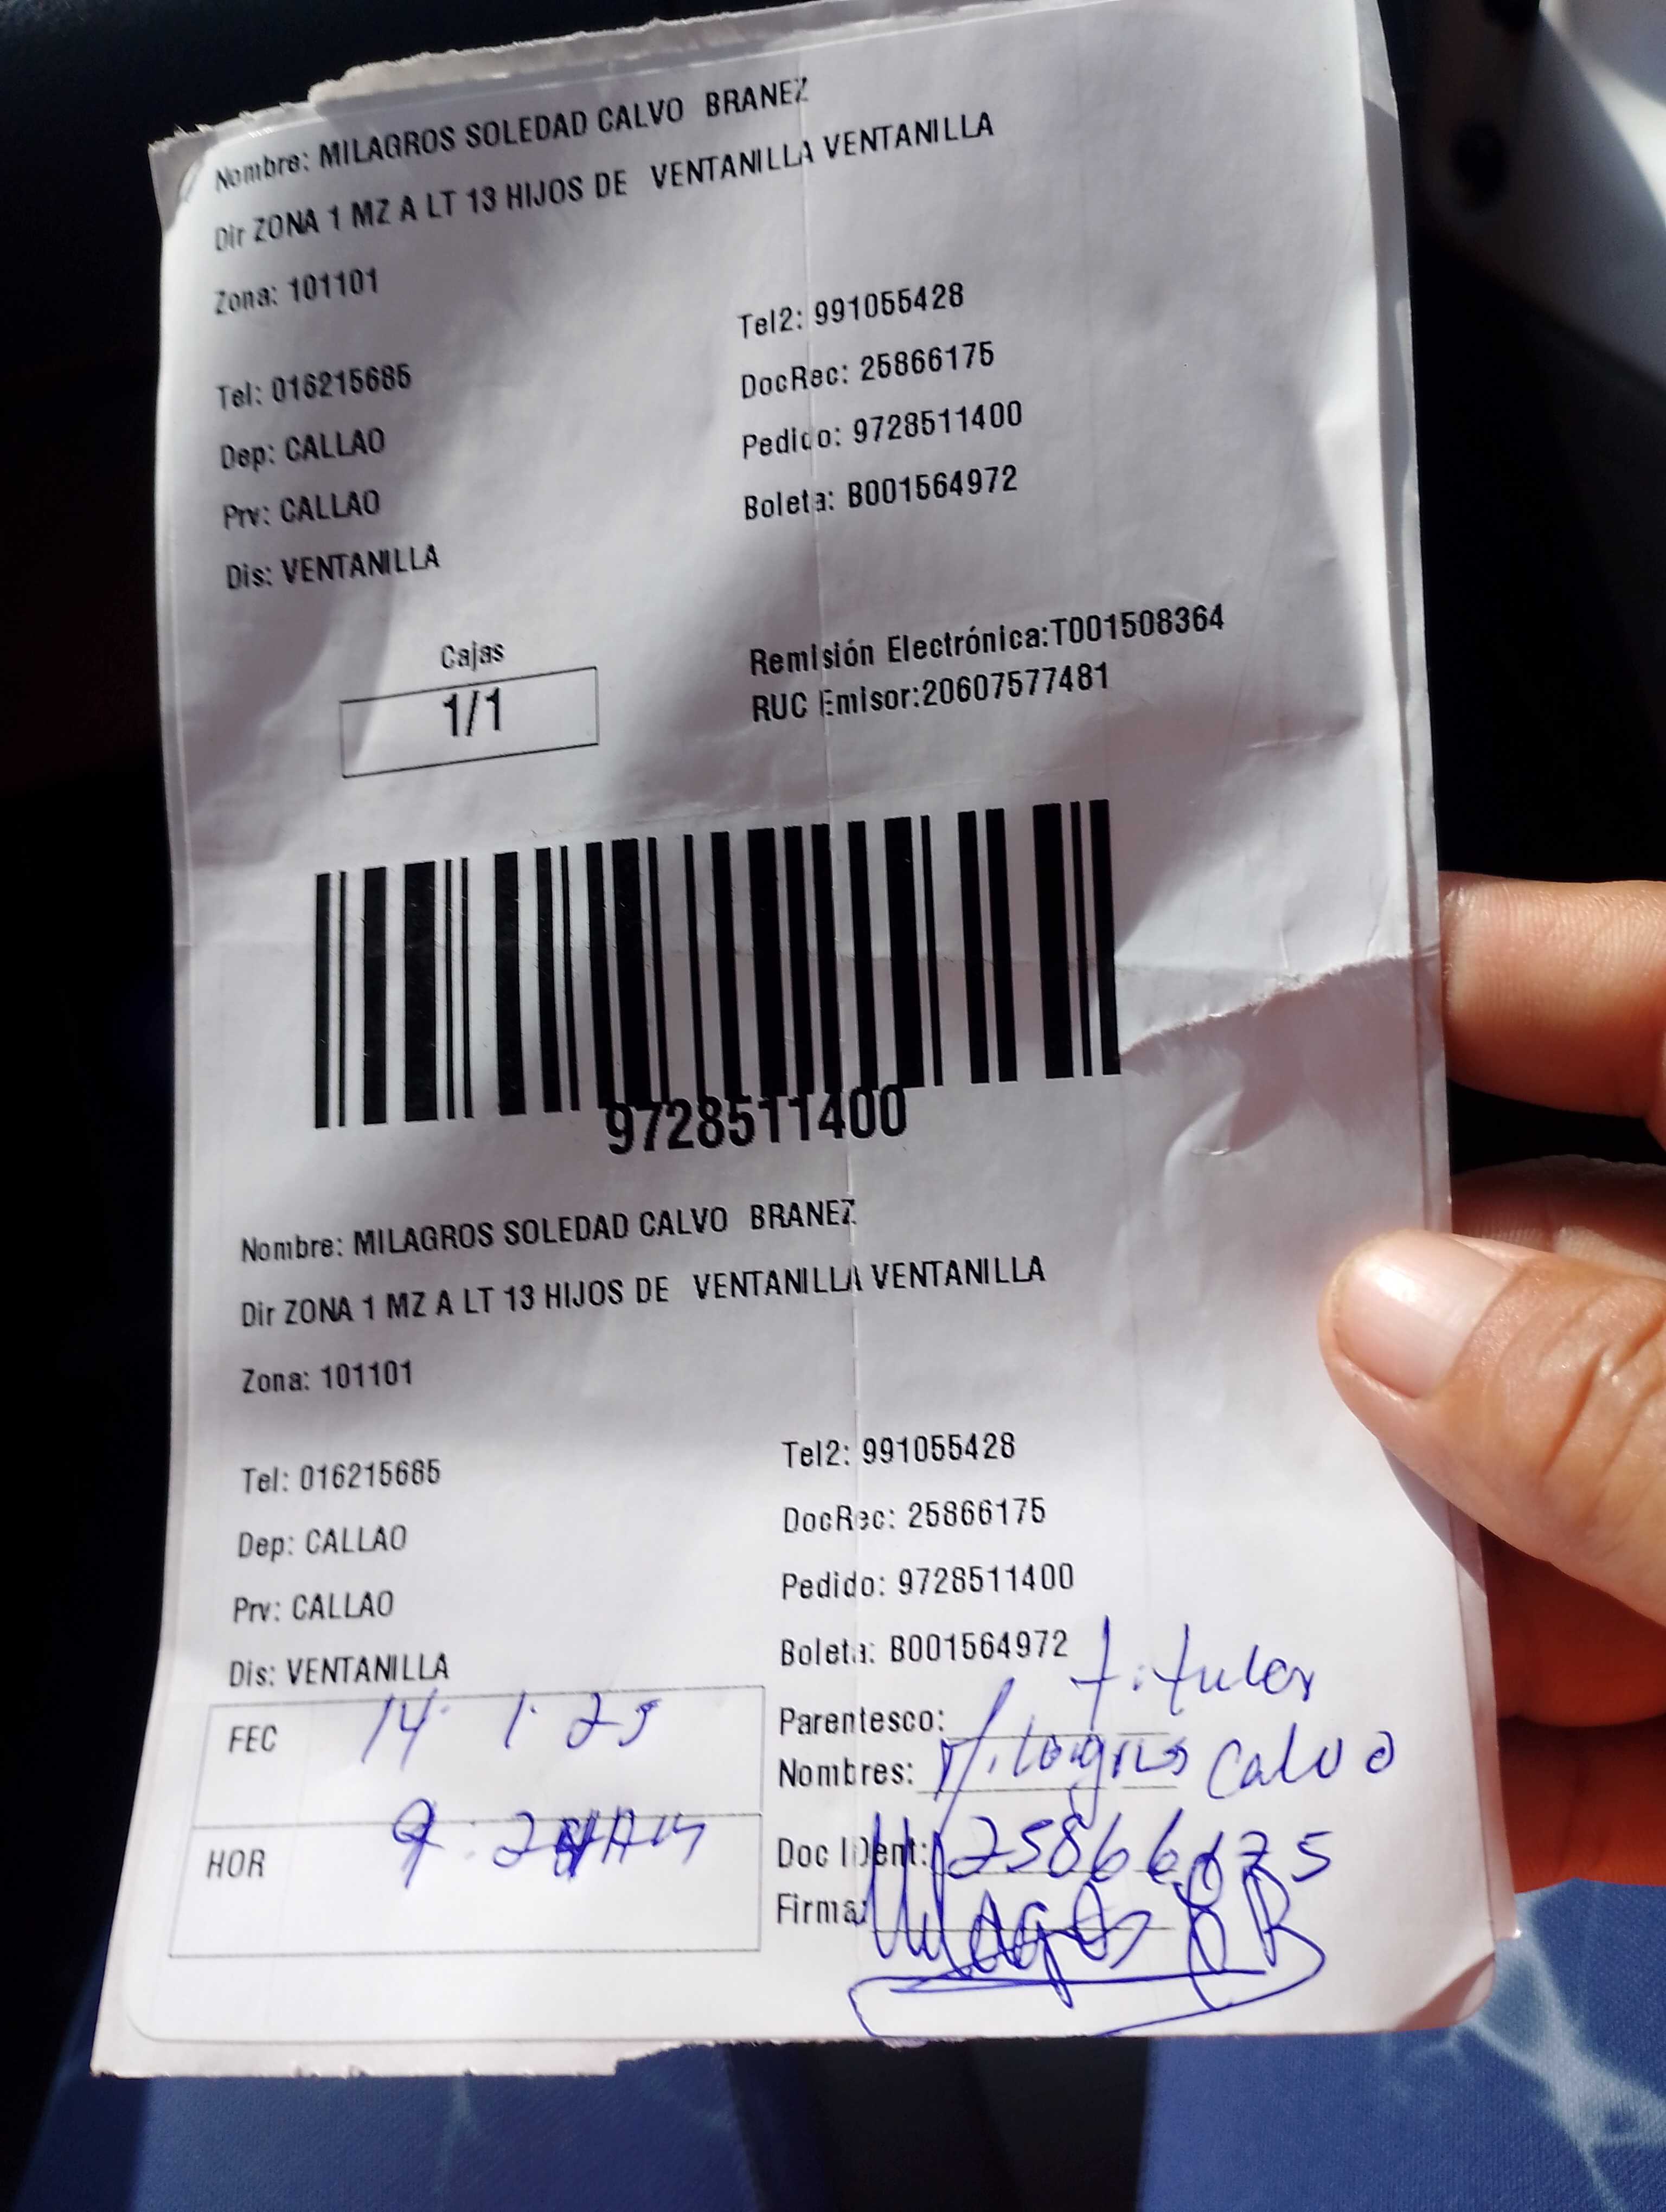 Nombre: MILAGROS SOLEDAD CALVO BRANEZ
Dir ZONA 1 MZ A LT 13 HIJOS DE VENTANILLA VENTANILLA
Zona: 101101
Tel2: 991055428
Tel: 016215685
DocRec: 25866175
Dep: CALLAO
Pedido: 9728511400
Prv: CALLAO
Boleta: B001564972
Dis: VENTANILLA
Cajas
1/1
Remisión Electrónica:T001508364
RUC Emisor:20607577481
9728511400
Nombre: MILAGROS SOLEDAD CALVO BRANEZ
Dir ZONA 1 MZ A LT 13 HIJOS DE VENTANILLA VENTANILLA
Zona: 101101
Tel2: 991055428
Tel: 016215685
DocRec: 25866175
Dep: CALLAO
Pedido: 9728511400
Prv: CALLAO
Boleta: B001564972
Dis: VENTANILLA
FEC 14 1 25
Parentesco: titular
Nombres: Milagros Calvo
HOR
Doc IDent: 25866175
Firma: Milagros C B